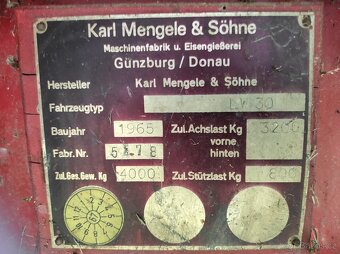 Karl Mengele & Söhne
Maschinenfabrik u. Eisengießerei
Günzburg / Donau
Hersteller Karl Mengele & Söhne
Fahrzeugtyp LW 30
Baujahr 1965 Zul. Achslast Kg 3200
vorne
Fabr. Nr. hinten
Zul. Ges. Gew. Kg 4000 Zul. Stützlast Kg 800